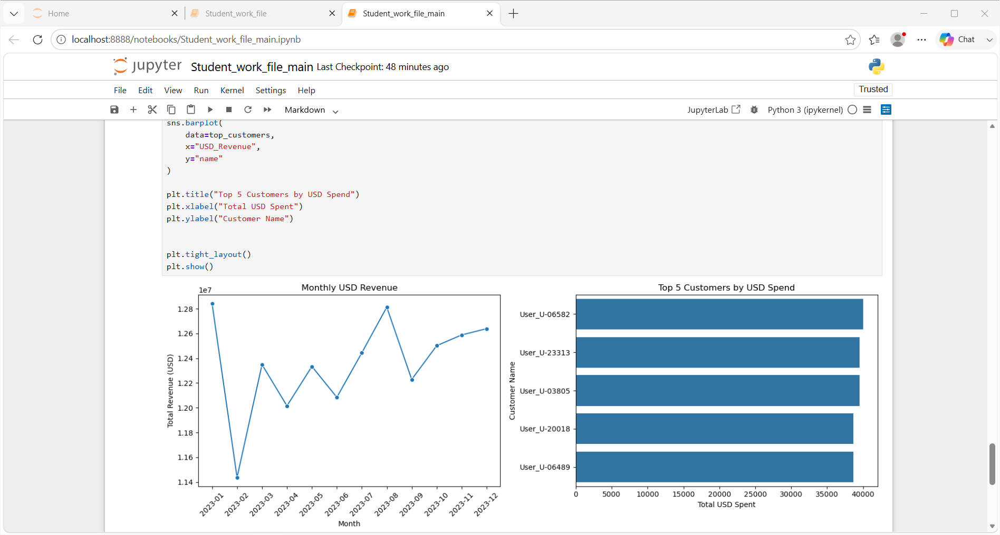 Home
Student_work_file
Student_work_file_main
localhost:8888/notebooks/Student_work_file_main.ipynb
Chat
jupyter Student_work_file_main Last Checkpoint: 48 minutes ago
File Edit View Run Kernel Settings Help
Trusted
Markdown
JupyterLab
Python 3 (ipykernel)
sns.barplot(
    data=top_customers,
    x="USD_Revenue",
    y="name"
)
plt.title("Top 5 Customers by USD Spend")
plt.xlabel("Total USD Spent")
plt.ylabel("Customer Name")
plt.tight_layout()
plt.show()
Monthly USD Revenue
1e7
1.28
1.26
1.24
1.22
1.20
1.18
1.16
1.14
Total Revenue (USD)
2023-01 2023-02 2023-03 2023-04 2023-05 2023-06 2023-07 2023-08 2023-09 2023-10 2023-11 2023-12
Month
Top 5 Customers by USD Spend
User_U-06582
User_U-23313
User_U-03805
User_U-20018
User_U-06489
Customer Name
0 5000 10000 15000 20000 25000 30000 35000 40000
Total USD Spent